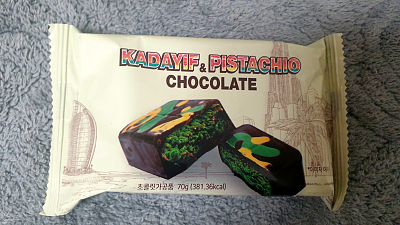 KADAYIF & PISTACHIO
CHOCOLATE
초콜릿가공품 70g (381.36kcal)